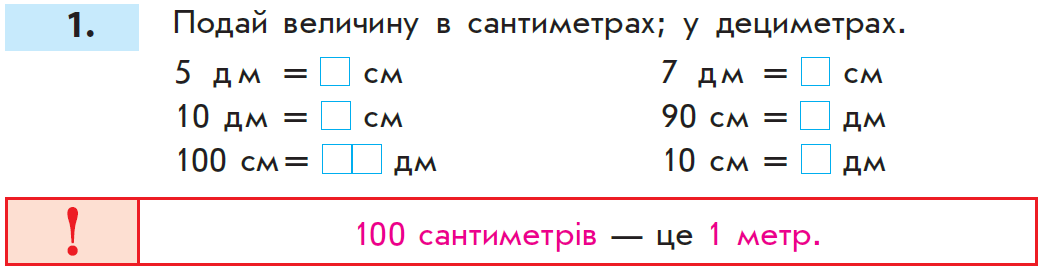 1. Подай величину в сантиметрах; у дециметрах.
5 дм = □ см 7 дм = □ см
10 дм = □ см 90 см = □ дм
100 см = □□ дм 10 см = □ дм
! 100 сантиметрів — це 1 метр.